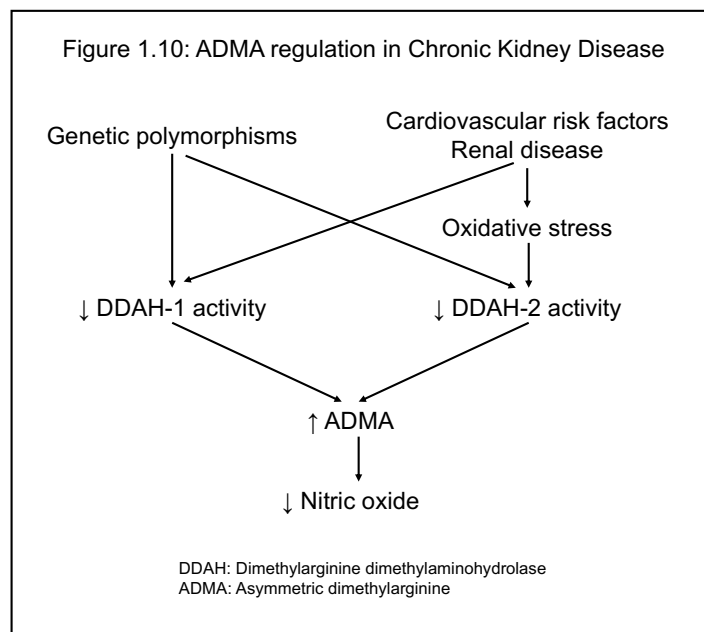 Figure 1.10: ADMA regulation in Chronic Kidney Disease
Genetic polymorphisms
Cardiovascular risk factors
Renal disease
Oxidative stress
↓ DDAH-1 activity
↓ DDAH-2 activity
↑ ADMA
↓ Nitric oxide
DDAH: Dimethylarginine dimethylaminohydrolase
ADMA: Asymmetric dimethylarginine